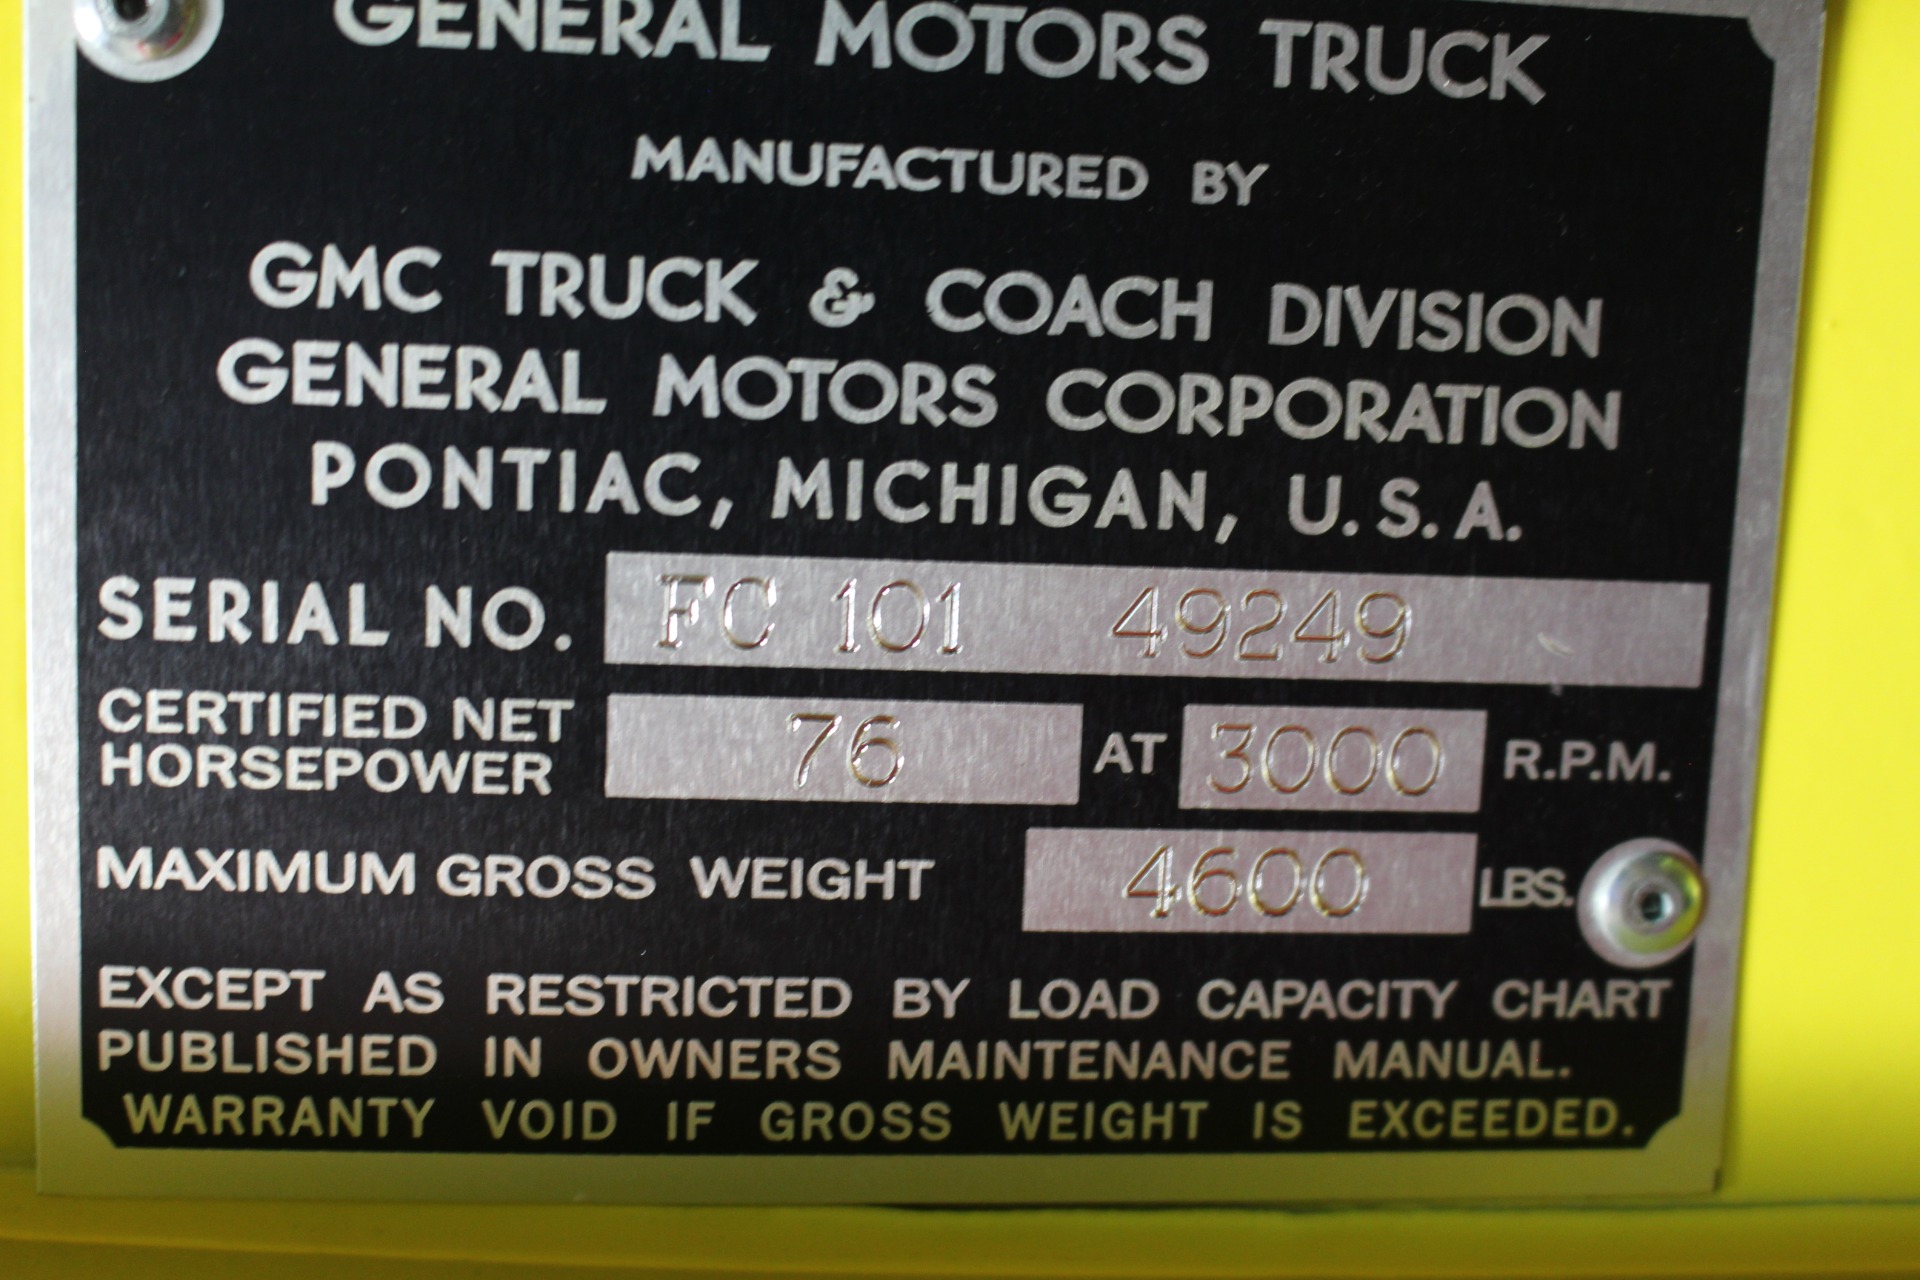 GENERAL MOTORS TRUCK
MANUFACTURED BY
GMC TRUCK & COACH DIVISION
GENERAL MOTORS CORPORATION
PONTIAC, MICHIGAN, U.S.A.
SERIAL NO. FC 101 49249
CERTIFIED NET
HORSEPOWER 76 AT 3000 R.P.M.
MAXIMUM GROSS WEIGHT 4600 LBS.
EXCEPT AS RESTRICTED BY LOAD CAPACITY CHART
PUBLISHED IN OWNERS MAINTENANCE MANUAL.
WARRANTY VOID IF GROSS WEIGHT IS EXCEEDED.